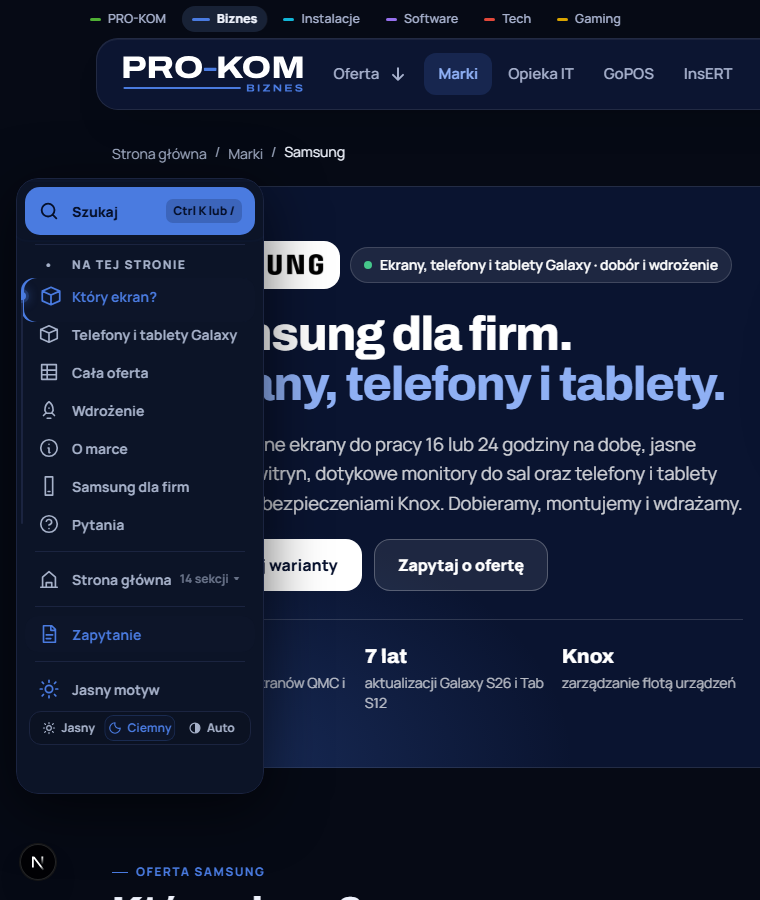 PRO-KOM
Biznes
Instalacje
Software
Tech
Gaming
PRO-KOM
BIZNES
Oferta
Marki
Opieka IT
GoPOS
InsERT
Strona główna / Marki / Samsung
Szukaj
Ctrl K lub /
NA TEJ STRONIE
Który ekran?
Telefony i tablety Galaxy
Cała oferta
Wdrożenie
O marce
Samsung dla firm
Pytania
Strona główna 14 sekcji
Zapytanie
Jasny motyw
Jasny
Ciemny
Auto
UNG
Ekrany, telefony i tablety Galaxy · dobór i wdrożenie
sung dla firm.
any, telefony i tablety.
ne ekrany do pracy 16 lub 24 godziny na dobę, jasne
vitryn, dotykowe monitory do sal oraz telefony i tablety
bezpieczeniami Knox. Dobieramy, montujemy i wdrażamy.
warianty
Zapytaj o ofertę
ranów QMC i
7 lat
aktualizacji Galaxy S26 i Tab
S12
Knox
zarządzanie flotą urządzeń
N
OFERTA SAMSUNG